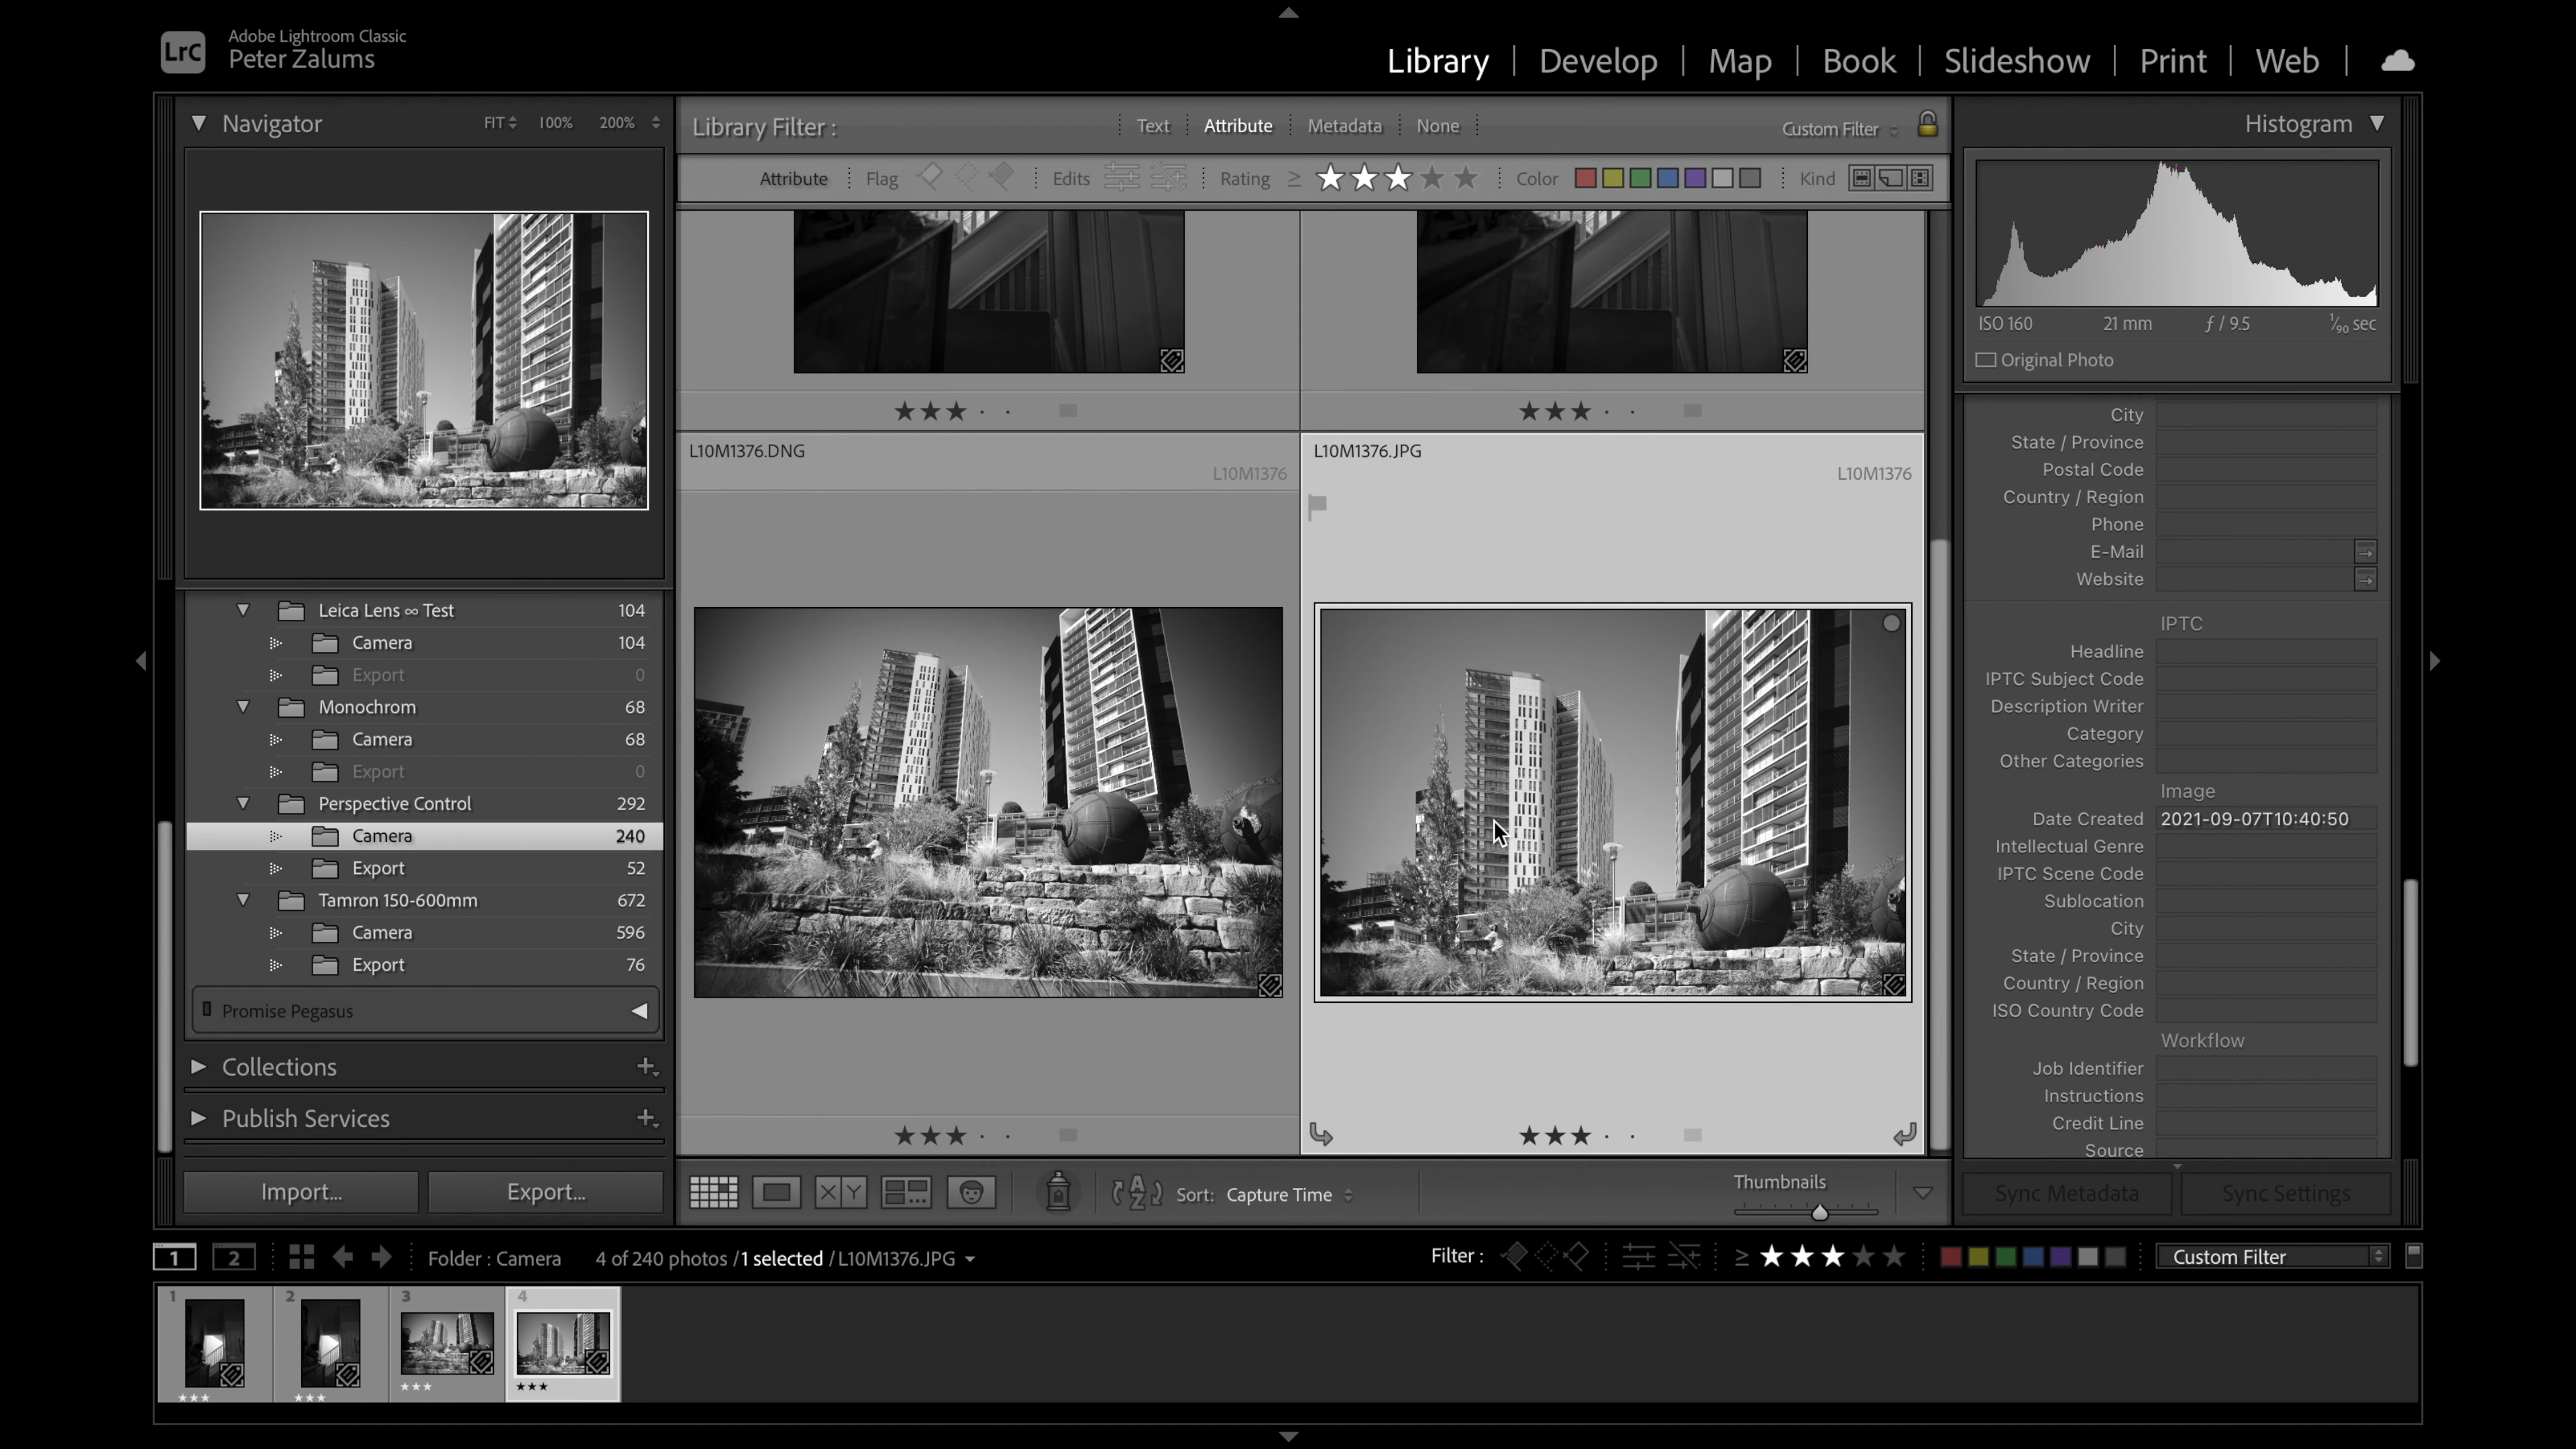 LrC
Adobe Lightroom Classic
Peter Zalums
Library | Develop | Map | Book | Slideshow | Print | Web
Navigator
FIT 100% 200%
Library Filter :
Text Attribute Metadata None
Custom Filter
Histogram
Attribute Flag Edits Rating ≥ ★★★★★ Color Kind
ISO 160 21 mm ƒ / 9.5 1/90 sec
Original Photo
Leica Lens ∞ Test 104
Camera 104
Export 0
Monochrom 68
Camera 68
Export 0
Perspective Control 292
Camera 240
Export 52
Tamron 150-600mm 672
Camera 596
Export 76
Promise Pegasus
Collections
Publish Services
Import...
Export...
★★★ · ·
★★★ · ·
L10M1376.DNG
L10M1376
L10M1376.JPG
L10M1376
★★★ · ·
★★★ · ·
XY
Sort: Capture Time
Thumbnails
City
State / Province
Postal Code
Country / Region
Phone
E-Mail
Website
IPTC
Headline
IPTC Subject Code
Description Writer
Category
Other Categories
Image
Date Created 2021-09-07T10:40:50
Intellectual Genre
IPTC Scene Code
Sublocation
City
State / Province
Country / Region
ISO Country Code
Workflow
Job Identifier
Instructions
Credit Line
Source
Sync Metadata
Sync Settings
1 2 Folder : Camera 4 of 240 photos / 1 selected / L10M1376.JPG
Filter : ≥ ★★★★★ Custom Filter
1 2 3 4
★★★ ★★★ ★★★ ★★★